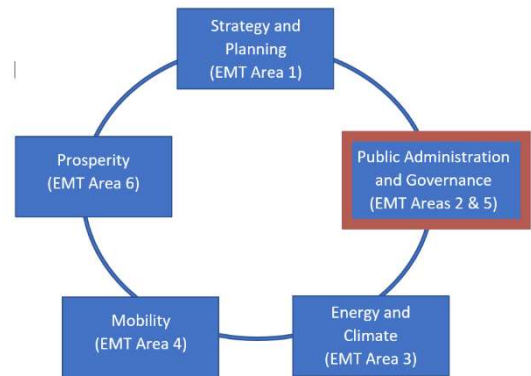 Strategy and
Planning
(EMT Area 1)
Public Administration
and Governance
(EMT Areas 2 & 5)
Energy and
Climate
(EMT Area 3)
Mobility
(EMT Area 4)
Prosperity
(EMT Area 6)